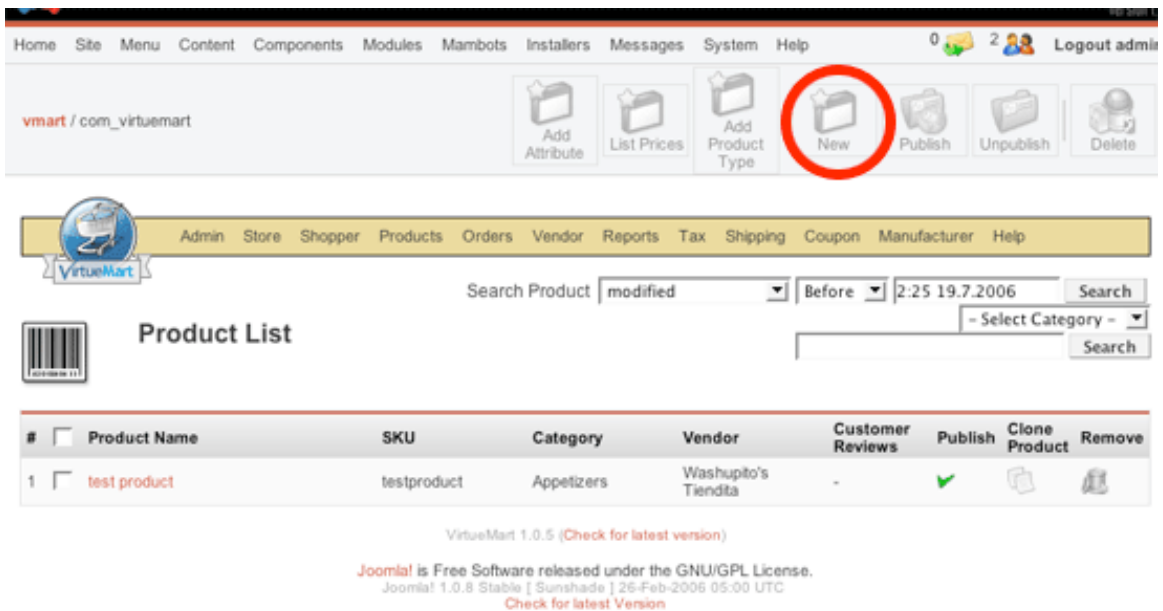 Home Site Menu Content Components Modules Mambots Installers Messages System Help 0 2 Logout admin
vmart / com_virtuemart
Add Attribute
List Prices
Add Product Type
New
Publish
Unpublish
Delete
VirtueMart
Admin Store Shopper Products Orders Vendor Reports Tax Shipping Coupon Manufacturer Help
Search Product modified Before 2:25 19.7.2006 Search
- Select Category -
Product List
Search
# Product Name SKU Category Vendor Customer Reviews Publish Clone Product Remove
1 test product testproduct Appetizers Washupito's Tiendita -
VirtueMart 1.0.5 (Check for latest version)
Joomla! is Free Software released under the GNU/GPL License.
Joomla! 1.0.8 Stable [ Sunshade ] 26-Feb-2006 05:00 UTC
Check for latest Version